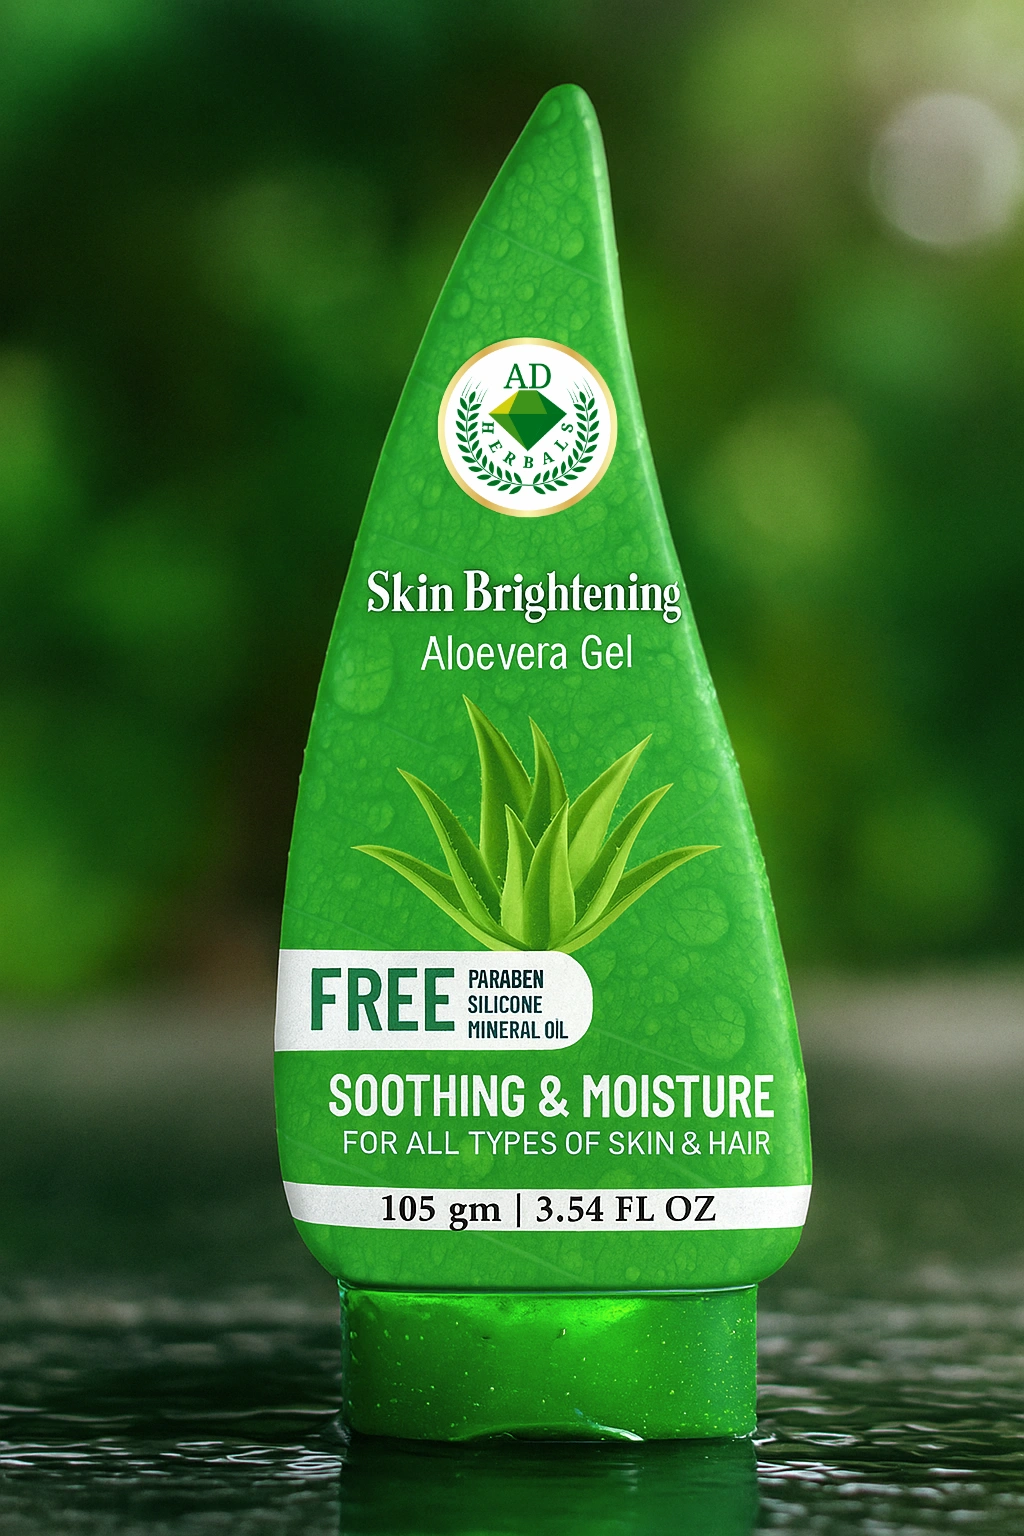 AD
HERBALS
Skin Brightening
Aloevera Gel
FREE
PARABEN
SILICONE
MINERAL OIL
SOOTHING & MOISTURE
FOR ALL TYPES OF SKIN & HAIR
105 gm | 3.54 FL OZ